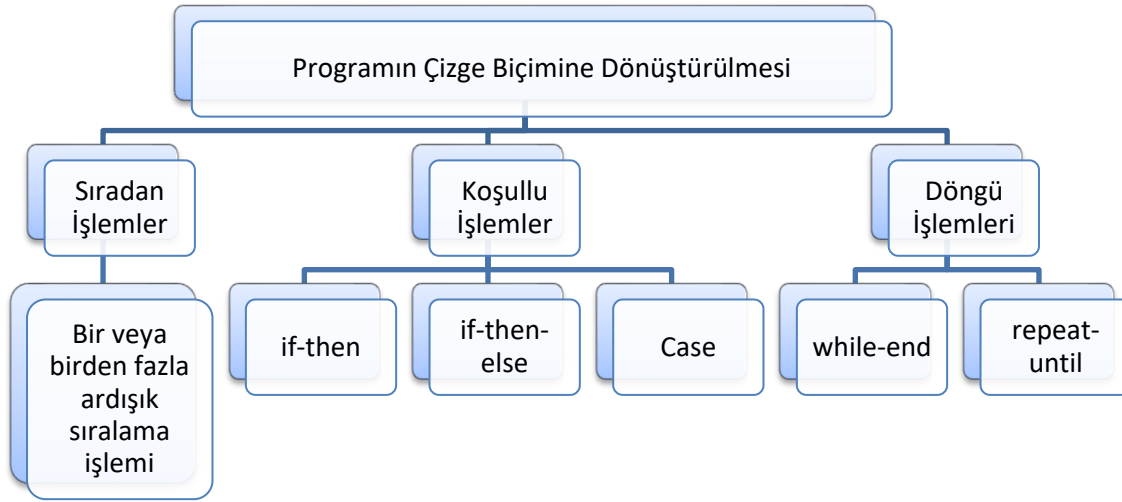 Programın Çizge Biçimine Dönüştürülmesi
Sıradan
İşlemler
Koşullu
İşlemler
Döngü
İşlemleri
Bir veya
birden fazla
ardışık
sıralama
işlemi
if-then
if-then-
else
Case
while-end
repeat-
until